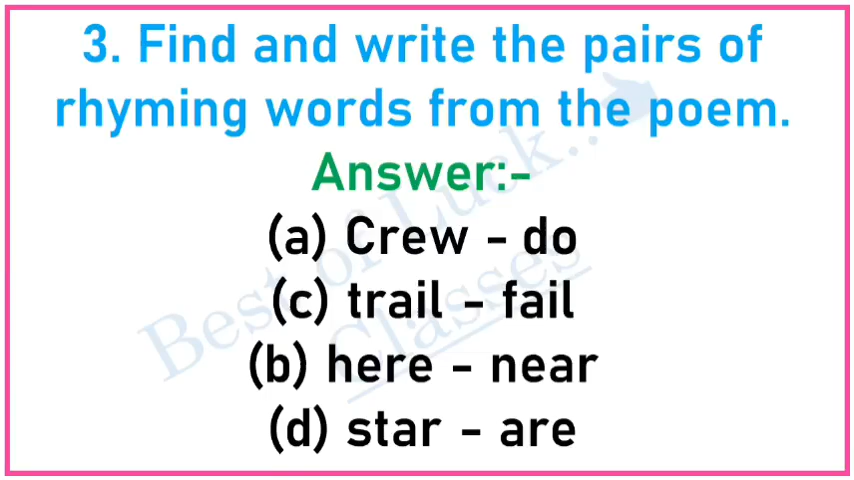 3. Find and write the pairs of
rhyming words from the poem.
Answer:-
(a) Crew - do
(c) trail - fail
(b) here - near
(d) star - are
Best of Luck..
Classes